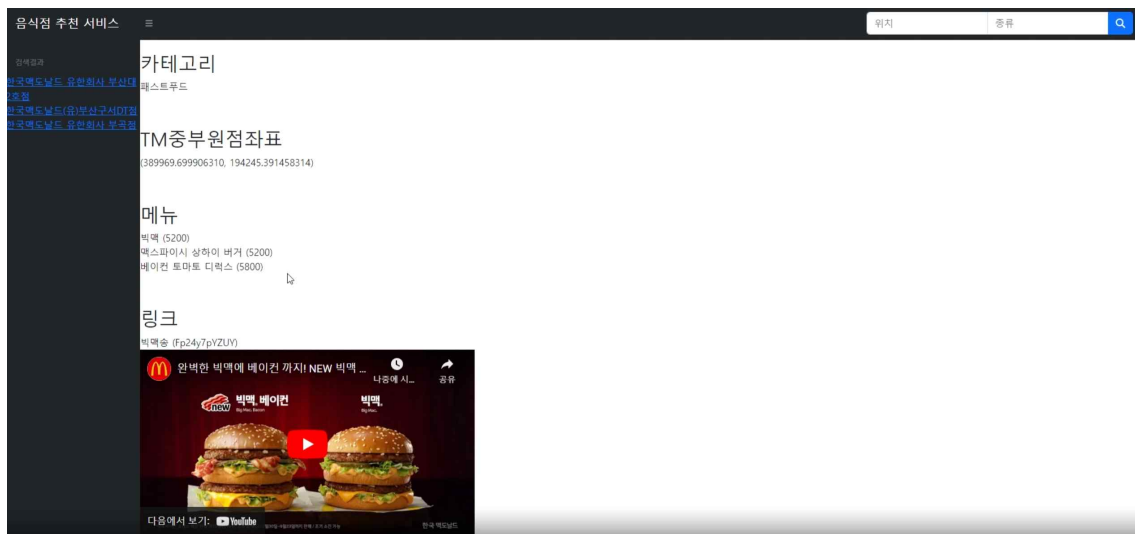 음식점 추천 서비스
위치
종류
검색결과
한국맥도날드 유한회사 부산대
2호점
한국맥도날드(유)부산구서DT점
한국맥도날드 유한회사 부곡점
카테고리
패스트푸드
TM중부원점좌표
(389969.699906310, 194245.391458314)
메뉴
빅맥 (5200)
맥스파이시 상하이 버거 (5200)
베이컨 토마토 디럭스 (5800)
링크
빅맥송 (Fp24y7pYZUY)
완벽한 빅맥에 베이컨 까지! NEW 빅맥 ...
나중에 시...
공유
new 빅맥, 베이컨
Big Mac, Bacon
빅맥,
Big Mac,
다음에서 보기: YouTube
한국 맥도날드